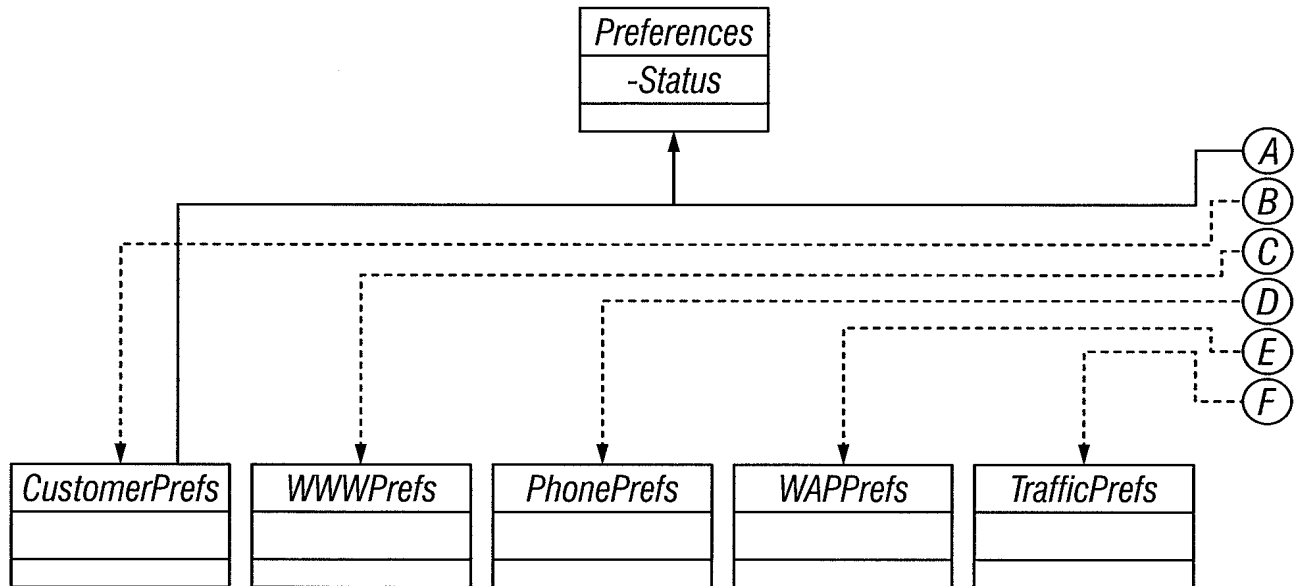 Preferences
-Status
A
B
C
D
E
F
CustomerPrefs
WWWPrefs
PhonePrefs
WAPPrefs
TrafficPrefs